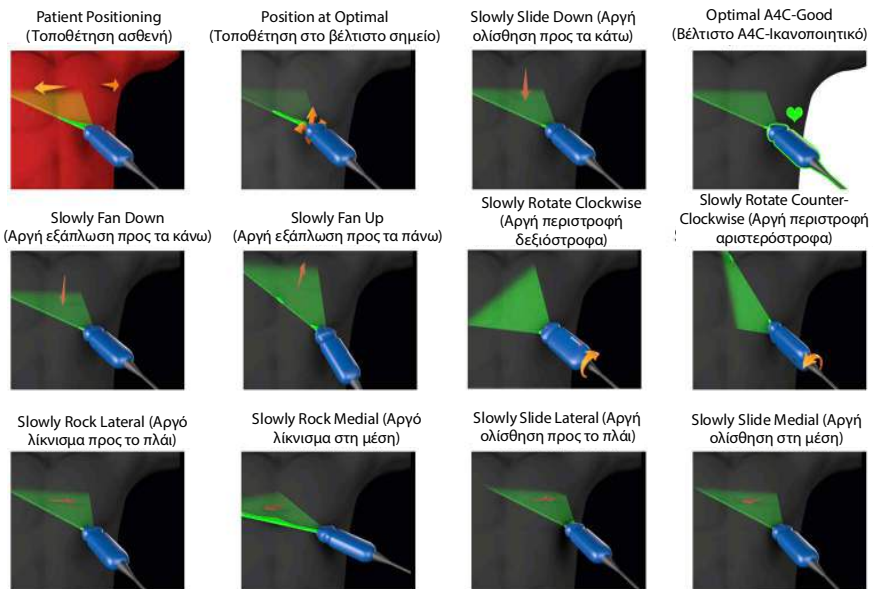 Patient Positioning
(Τοποθέτηση ασθενή)
Position at Optimal
(Τοποθέτηση στο βέλτιστο σημείο)
Slowly Slide Down (Αργή
ολίσθηση προς τα κάτω)
Optimal A4C-Good
(Βέλτιστο A4C-Ικανοποιητικό)
Slowly Fan Down
(Αργή εξάπλωση προς τα κάνω)
Slowly Fan Up
(Αργή εξάπλωση προς τα πάνω)
Slowly Rotate Clockwise
(Αργή περιστροφή
δεξιόστροφα)
Slowly Rotate Counter-
Clockwise (Αργή περιστροφή
αριστερόστροφα)
Slowly Rock Lateral (Αργό
λίκνισμα προς το πλάι)
Slowly Rock Medial (Αργό
λίκνισμα στη μέση)
Slowly Slide Lateral (Αργή
ολίσθηση προς το πλάι)
Slowly Slide Medial (Αργή
ολίσθηση στη μέση)